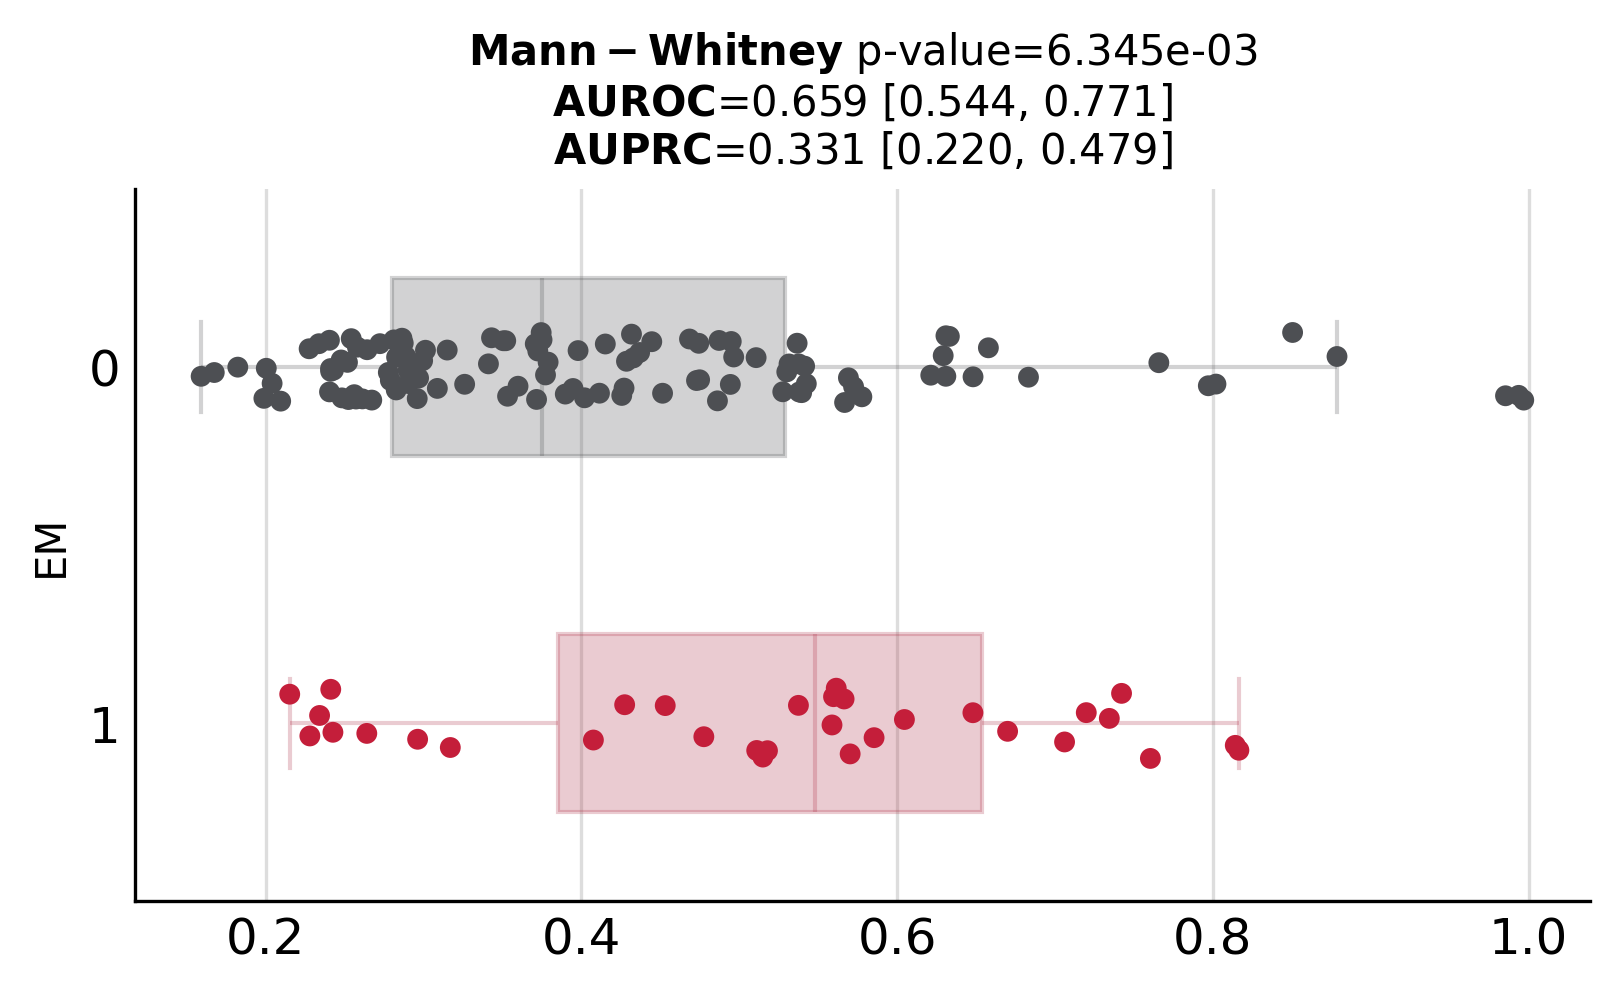 Mann − Whitney p-value=6.345e-03
AUROC=0.659 [0.544, 0.771]
AUPRC=0.331 [0.220, 0.479]
0
EM
1
0.2 0.4 0.6 0.8 1.0